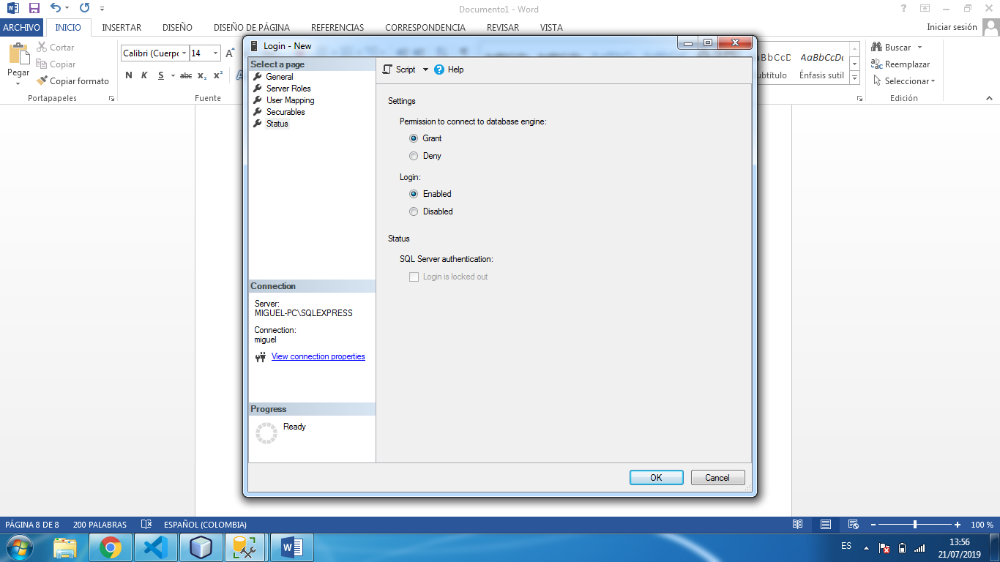 Documento1 - Word
ARCHIVO INICIO INSERTAR DISEÑO DISEÑO DE PÁGINA REFERENCIAS CORRESPONDENCIA REVISAR VISTA Iniciar sesión
Pegar
Cortar
Copiar
Copiar formato
Portapapeles
Calibri (Cuerpo 14 A
N K S abc x₂ x²
Fuente
AaBbCcDc
Énfasis sutil
Buscar
Reemplazar
Seleccionar
Edición
Login - New
Select a page
General
Server Roles
User Mapping
Securables
Status
Connection
Server:
MIGUEL-PC\SQLEXPRESS
Connection:
miguel
View connection properties
Progress
Ready
Script Help
Settings
Permission to connect to database engine:
Grant
Deny
Login:
Enabled
Disabled
Status
SQL Server authentication:
Login is locked out
OK Cancel
PÁGINA 8 DE 8 200 PALABRAS ESPAÑOL (COLOMBIA) 100 %
ES
13:56
21/07/2019